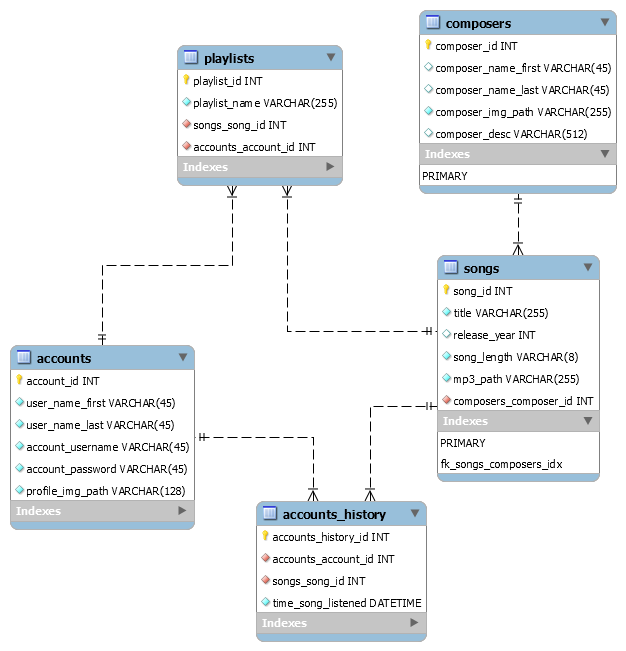 composers
composer_id INT
composer_name_first VARCHAR(45)
composer_name_last VARCHAR(45)
composer_img_path VARCHAR(255)
composer_desc VARCHAR(512)
Indexes
PRIMARY
playlists
playlist_id INT
playlist_name VARCHAR(255)
songs_song_id INT
accounts_account_id INT
Indexes
songs
song_id INT
title VARCHAR(255)
release_year INT
song_length VARCHAR(8)
mp3_path VARCHAR(255)
composers_composer_id INT
Indexes
PRIMARY
fk_songs_composers_idx
accounts
account_id INT
user_name_first VARCHAR(45)
user_name_last VARCHAR(45)
account_username VARCHAR(45)
account_password VARCHAR(45)
profile_img_path VARCHAR(128)
Indexes
accounts_history
accounts_history_id INT
accounts_account_id INT
songs_song_id INT
time_song_listened DATETIME
Indexes